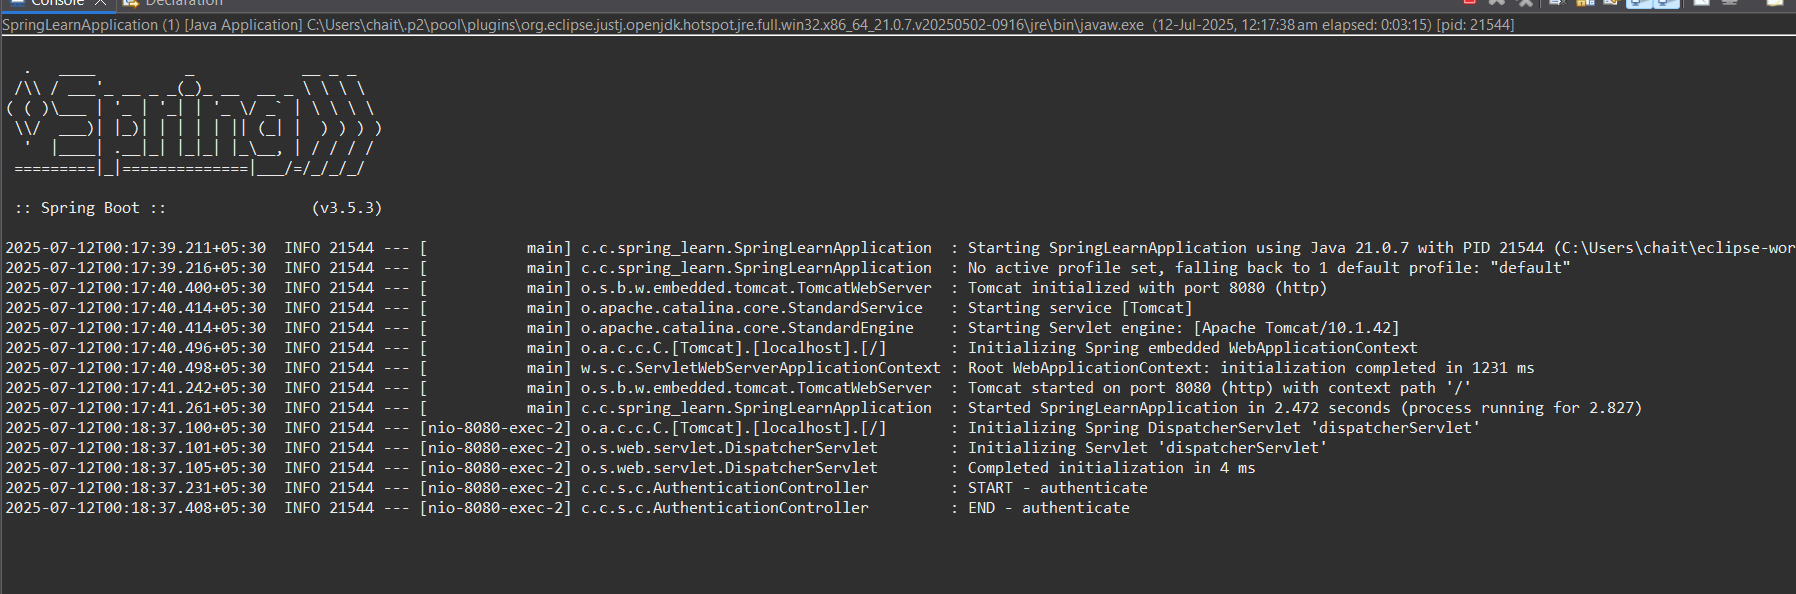 Console Declaration
SpringLearnApplication (1) [Java Application] C:\Users\chait\.p2\pool\plugins\org.eclipse.justj.openjdk.hotspot.jre.full.win32.x86_64_21.0.7.v20250502-0916\jre\bin\javaw.exe (12-Jul-2025, 12:17:38 am elapsed: 0:03:15) [pid: 21544]
  .   ____          _            __ _ _
 /\\ / ___'_ __ _ _(_)_ __  __ _ \ \ \ \
( ( )\___ | '_ | '_| | '_ \/ _` | \ \ \ \
 \\/  ___)| |_)| | | | | || (_| |  ) ) ) )
  '  |____| .__|_| |_|_| |_\__, | / / / /
 =========|_|==============|___/=/_/_/_/
 :: Spring Boot ::                (v3.5.3)
2025-07-12T00:17:39.211+05:30  INFO 21544 --- [           main] c.c.spring_learn.SpringLearnApplication  : Starting SpringLearnApplication using Java 21.0.7 with PID 21544 (C:\Users\chait\eclipse-wor
2025-07-12T00:17:39.216+05:30  INFO 21544 --- [           main] c.c.spring_learn.SpringLearnApplication  : No active profile set, falling back to 1 default profile: "default"
2025-07-12T00:17:40.400+05:30  INFO 21544 --- [           main] o.s.b.w.embedded.tomcat.TomcatWebServer  : Tomcat initialized with port 8080 (http)
2025-07-12T00:17:40.414+05:30  INFO 21544 --- [           main] o.apache.catalina.core.StandardService   : Starting service [Tomcat]
2025-07-12T00:17:40.414+05:30  INFO 21544 --- [           main] o.apache.catalina.core.StandardEngine    : Starting Servlet engine: [Apache Tomcat/10.1.42]
2025-07-12T00:17:40.496+05:30  INFO 21544 --- [           main] o.a.c.c.C.[Tomcat].[localhost].[/]       : Initializing Spring embedded WebApplicationContext
2025-07-12T00:17:40.498+05:30  INFO 21544 --- [           main] w.s.c.ServletWebServerApplicationContext : Root WebApplicationContext: initialization completed in 1231 ms
2025-07-12T00:17:41.242+05:30  INFO 21544 --- [           main] o.s.b.w.embedded.tomcat.TomcatWebServer  : Tomcat started on port 8080 (http) with context path '/'
2025-07-12T00:17:41.261+05:30  INFO 21544 --- [           main] c.c.spring_learn.SpringLearnApplication  : Started SpringLearnApplication in 2.472 seconds (process running for 2.827)
2025-07-12T00:18:37.100+05:30  INFO 21544 --- [nio-8080-exec-2] o.a.c.c.C.[Tomcat].[localhost].[/]       : Initializing Spring DispatcherServlet 'dispatcherServlet'
2025-07-12T00:18:37.101+05:30  INFO 21544 --- [nio-8080-exec-2] o.s.web.servlet.DispatcherServlet        : Initializing Servlet 'dispatcherServlet'
2025-07-12T00:18:37.105+05:30  INFO 21544 --- [nio-8080-exec-2] o.s.web.servlet.DispatcherServlet        : Completed initialization in 4 ms
2025-07-12T00:18:37.231+05:30  INFO 21544 --- [nio-8080-exec-2] c.c.s.c.AuthenticationController         : START - authenticate
2025-07-12T00:18:37.408+05:30  INFO 21544 --- [nio-8080-exec-2] c.c.s.c.AuthenticationController         : END - authenticate